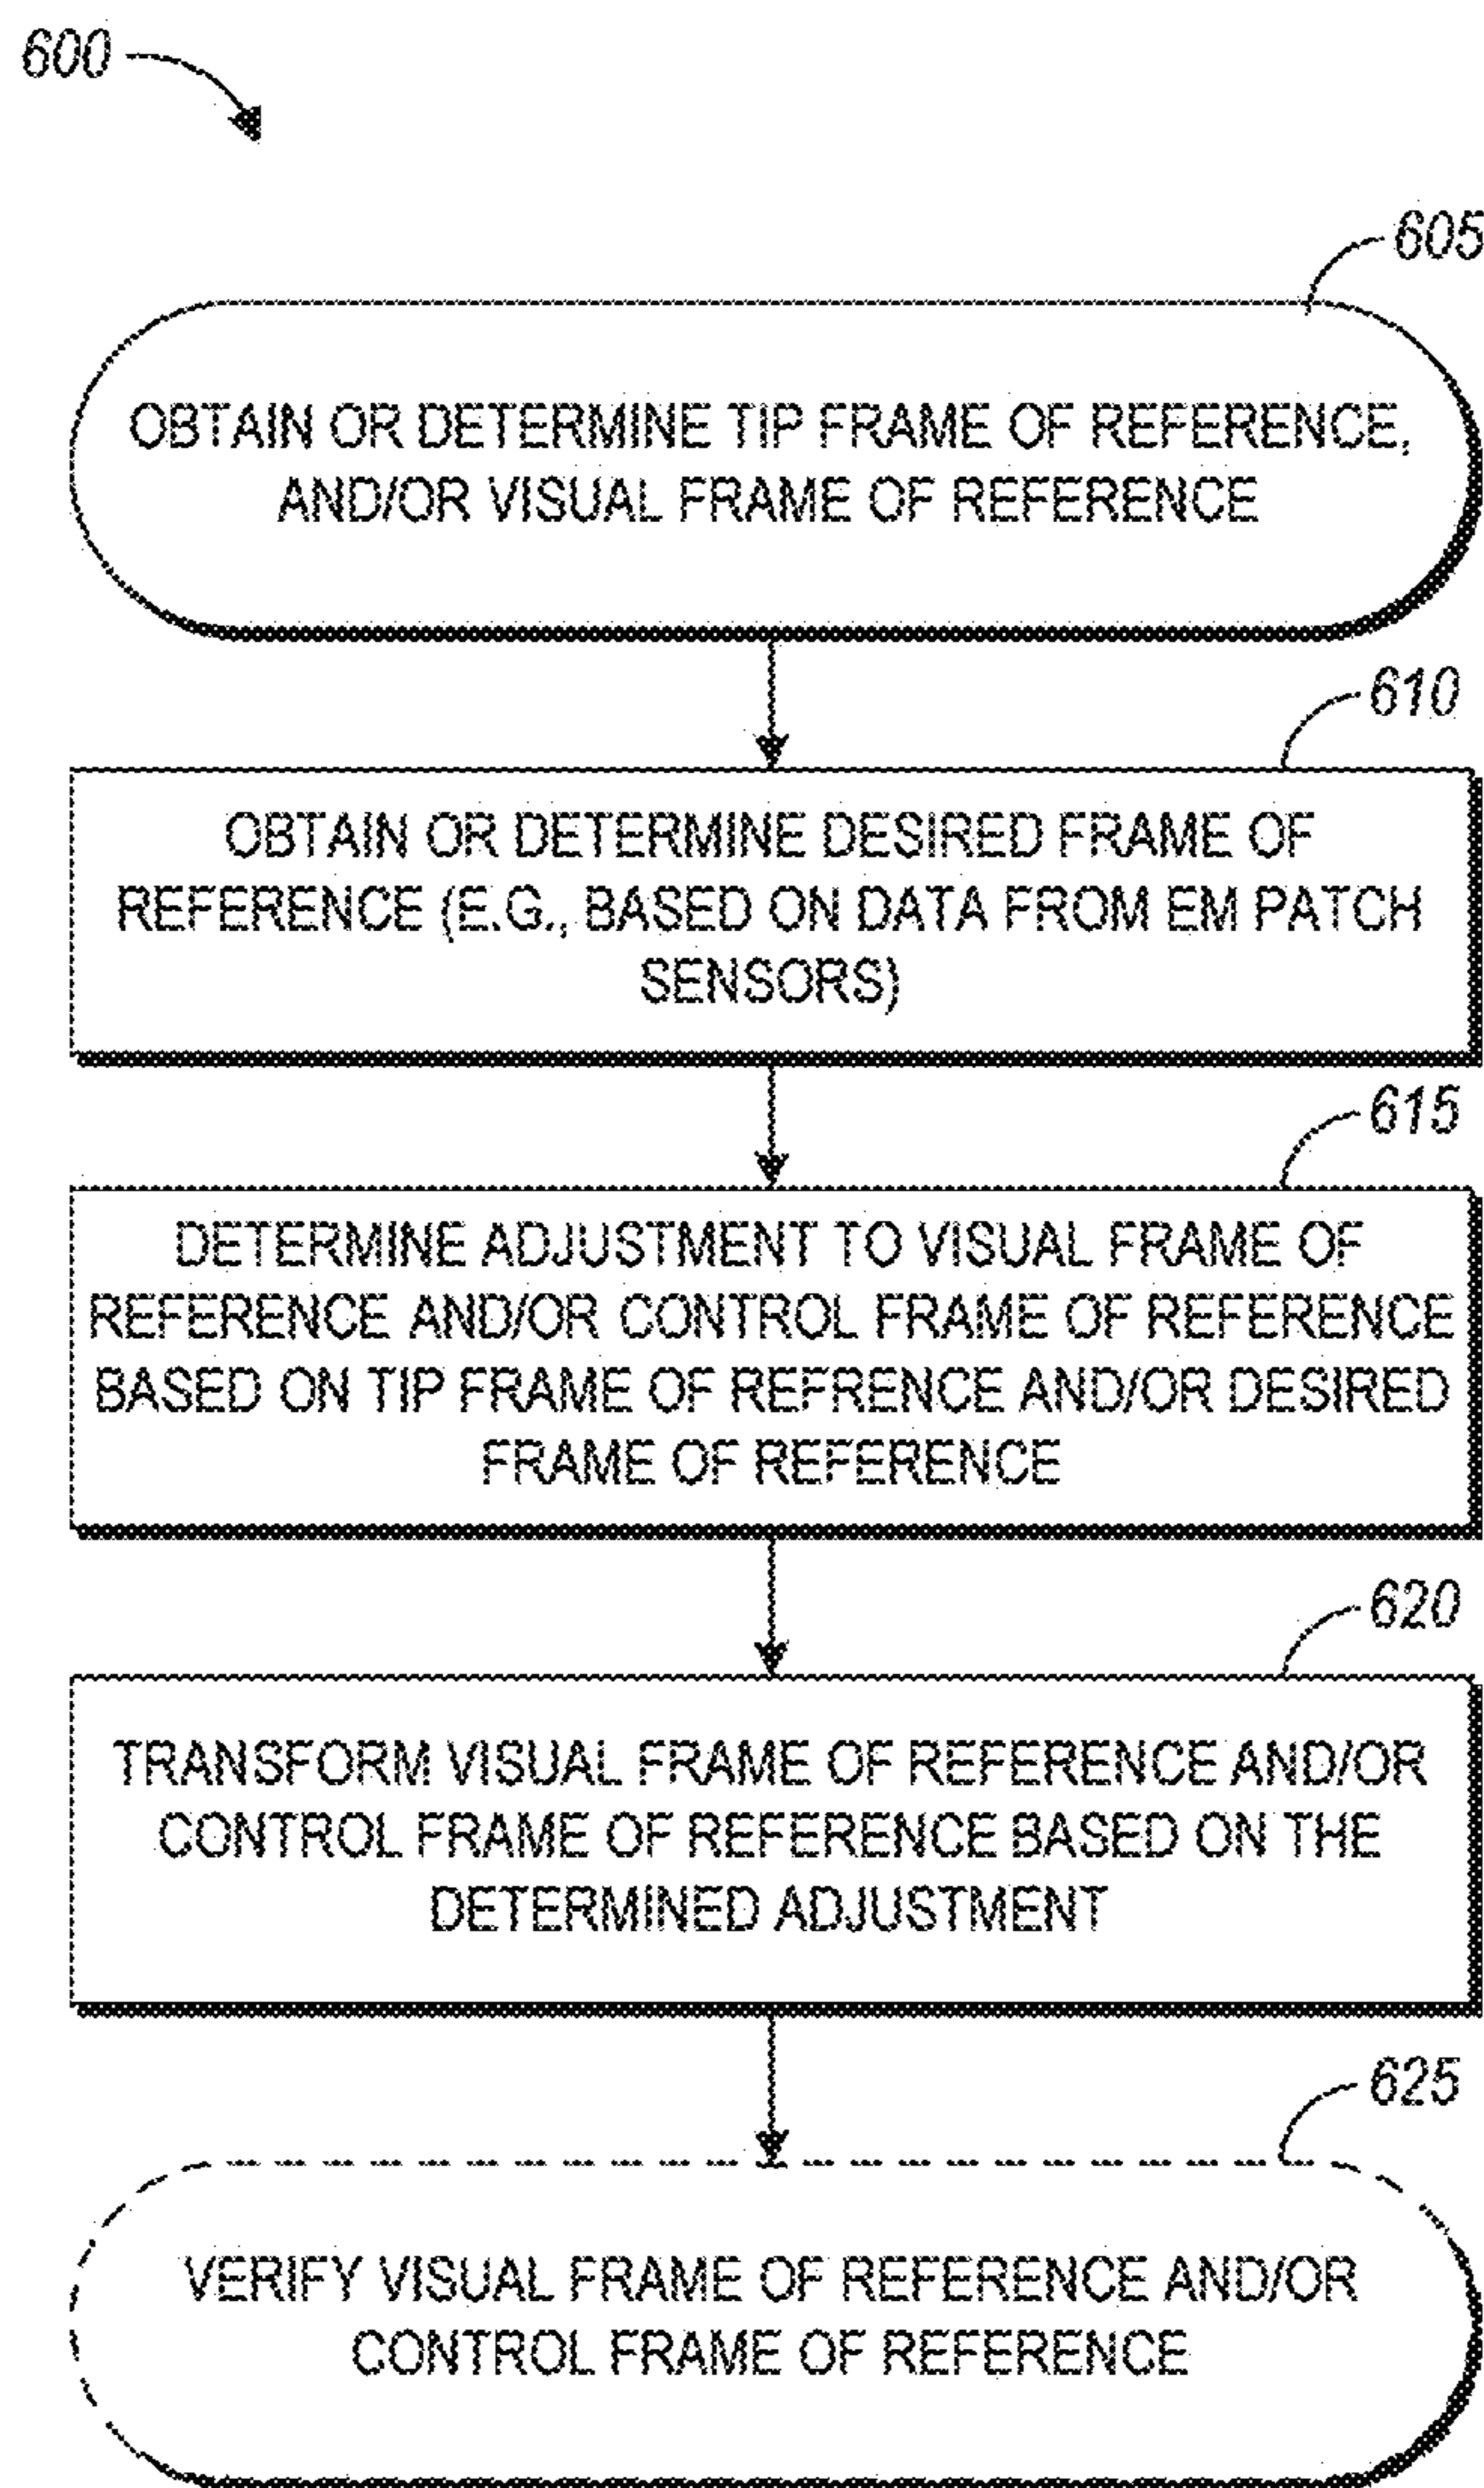 600
605
OBTAIN OR DETERMINE TIP FRAME OF REFERENCE,
AND/OR VISUAL FRAME OF REFERENCE
610
OBTAIN OR DETERMINE DESIRED FRAME OF
REFERENCE (E.G., BASED ON DATA FROM EM PATCH
SENSORS)
615
DETERMINE ADJUSTMENT TO VISUAL FRAME OF
REFERENCE AND/OR CONTROL FRAME OF REFERENCE
BASED ON TIP FRAME OF REFRENCE AND/OR DESIRED
FRAME OF REFERENCE
620
TRANSFORM VISUAL FRAME OF REFERENCE AND/OR
CONTROL FRAME OF REFERENCE BASED ON THE
DETERMINED ADJUSTMENT
625
VERIFY VISUAL FRAME OF REFERENCE AND/OR
CONTROL FRAME OF REFERENCE